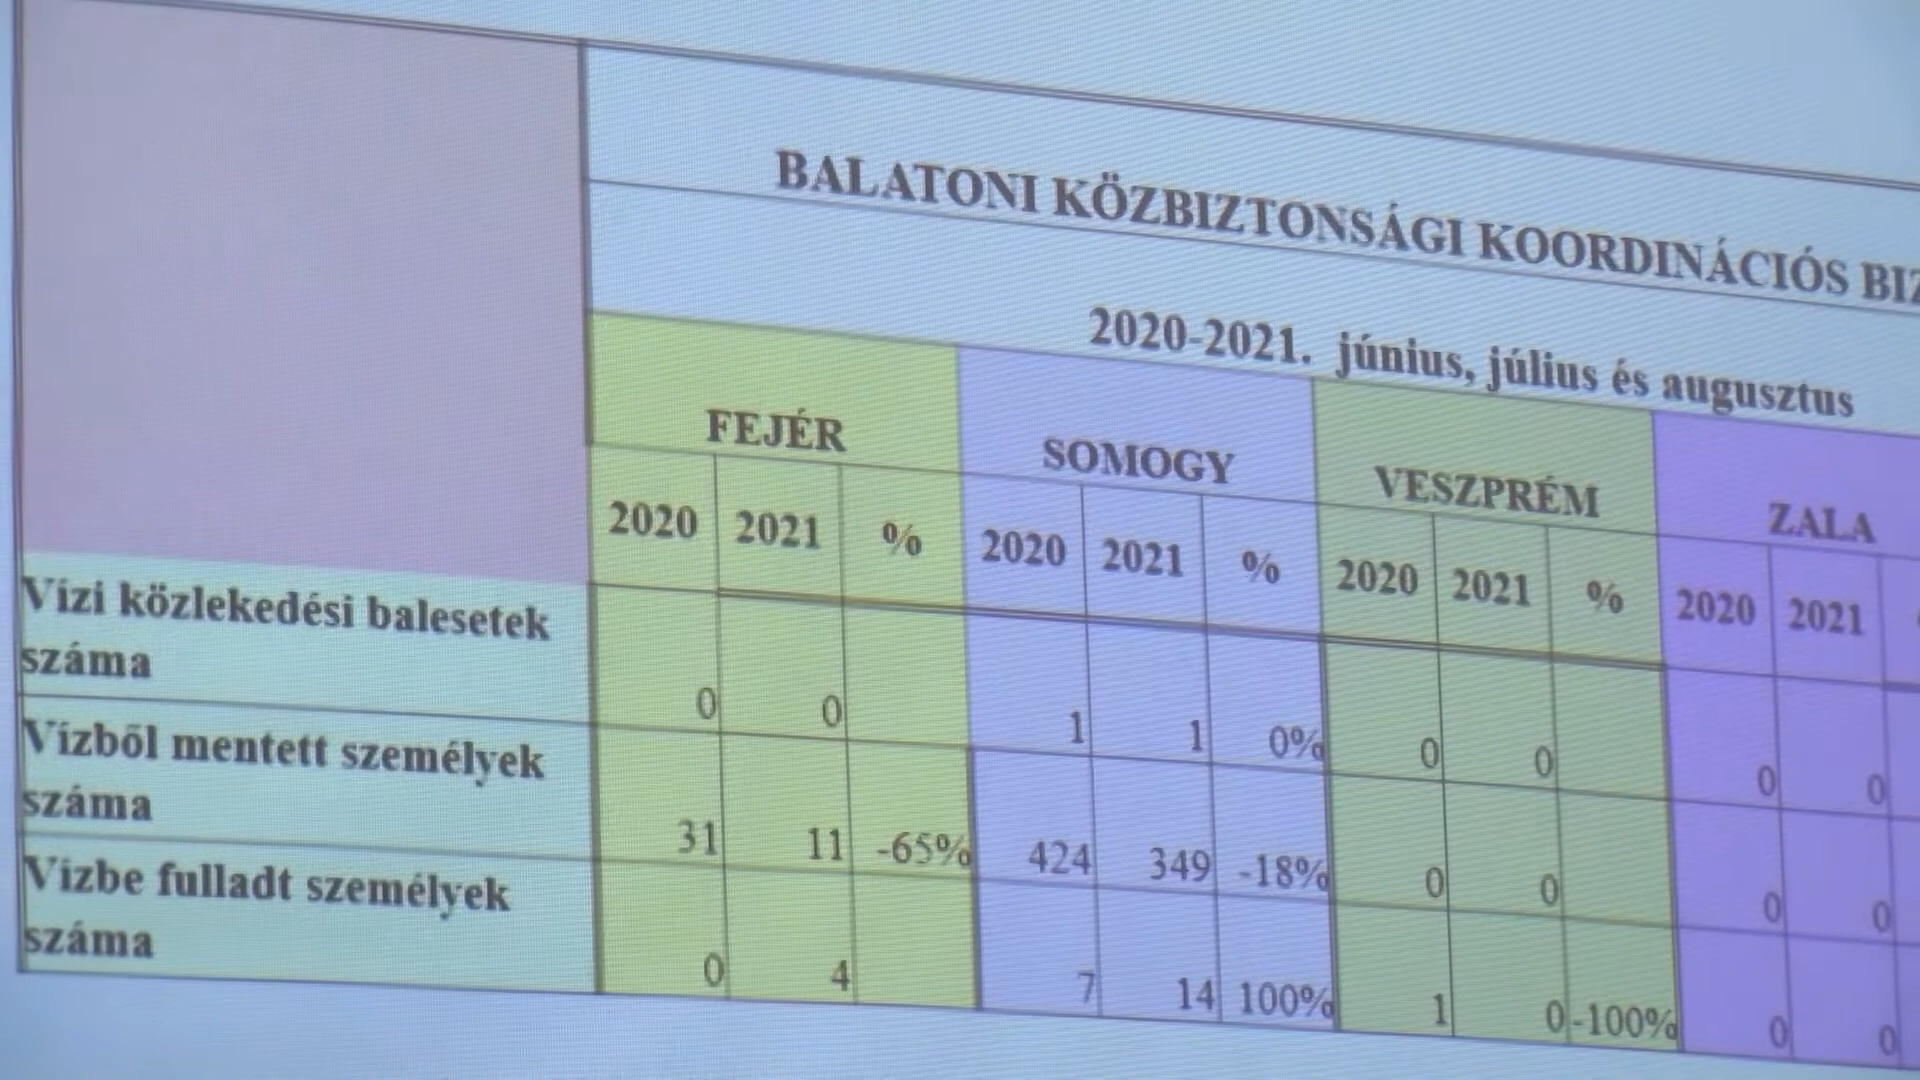 BALATONI KÖZBIZTONSÁGI KOORDINÁCIÓS
2020-2021. június, július és augusztus
FEJÉR SOMOGY VESZPRÉM ZALA
2020 2021 % 2020 2021 % 2020 2021 % 2020 2021
Vízi közlekedési balesetek
száma
0 0 1 1 0% 0 0 0 0
Vízből mentett személyek
száma
31 11 -65% 424 349 -18% 0 0 0 0
Vízbe fulladt személyek
száma
0 4 7 14 100% 1 0 -100% 0 0